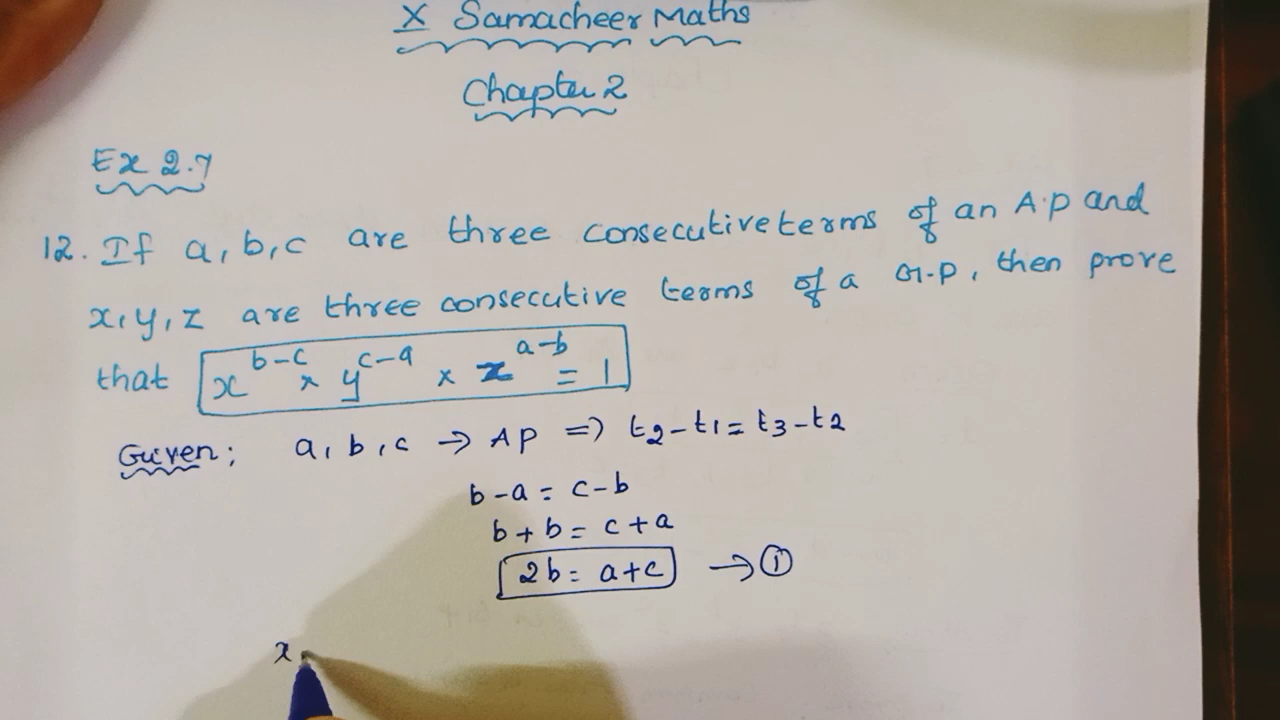 X Samacheer Maths
Chapter 2
Ex 2.7
12. If a, b, c are three consecutive terms of an A.P and
x, y, z are three consecutive terms of a G.P, then prove
that x^{b-c} × y^{c-a} × z^{a-b} = 1
Given; a, b, c → AP ⇒ t2 - t1 = t3 - t2
b - a = c - b
b + b = c + a
2b = a + c → ①
x